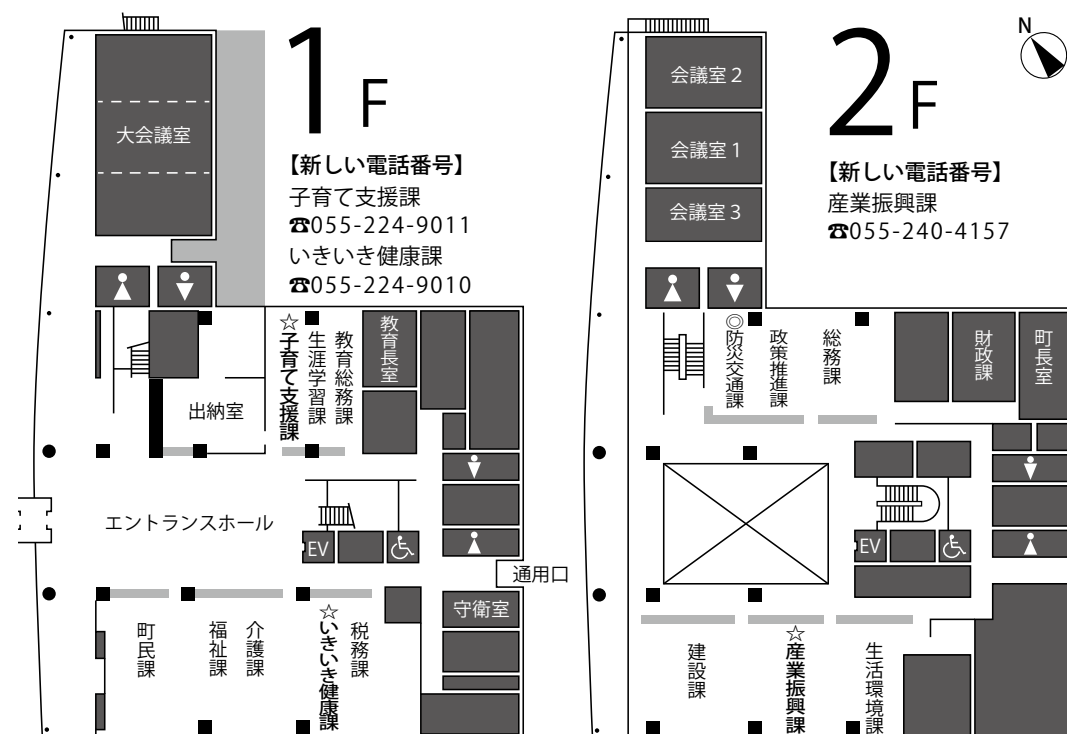 1F
【新しい電話番号】
子育て支援課
☎055-224-9011
いきいき健康課
☎055-224-9010
大会議室
☆子育て支援課
生涯学習課
教育総務課
教育長室
出納室
エントランスホール
EV
通用口
守衛室
町民課
福祉課
介護課
☆いきいき健康課
税務課
2F
N
【新しい電話番号】
産業振興課
☎055-240-4157
会議室2
会議室1
会議室3
◎防災交通課
政策推進課
総務課
財政課
町長室
EV
建設課
☆産業振興課
生活環境課